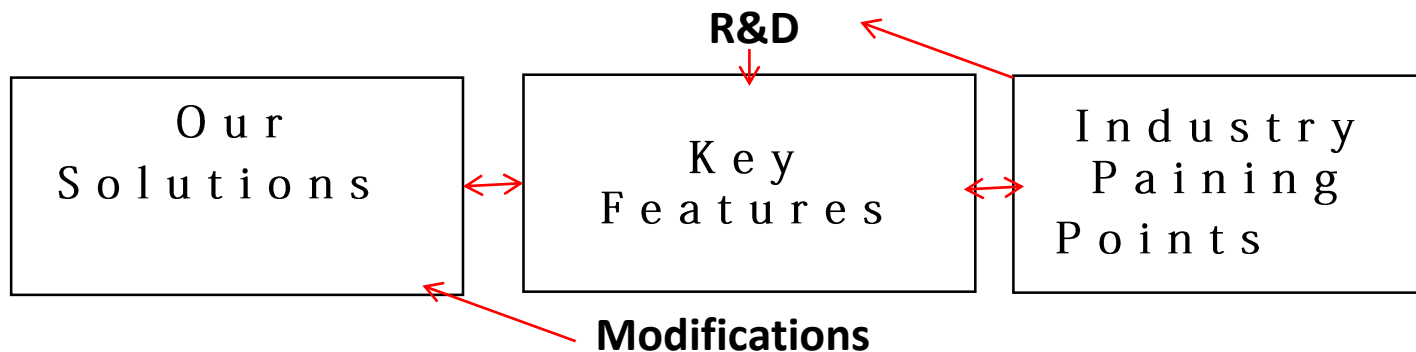 R&D
Our
Solutions
Key
Features
Industry
Paining
Points
Modifications